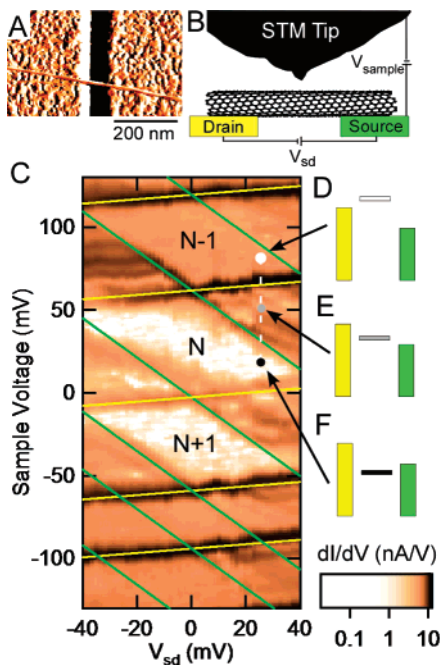 A
200 nm
B
STM Tip
V_sample
Drain
Source
V_sd
C
N-1
N
N+1
Sample Voltage (mV)
100
50
0
-50
-100
-40
-20
0
20
40
V_sd (mV)
D
E
F
dI/dV (nA/V)
0.1
1
10